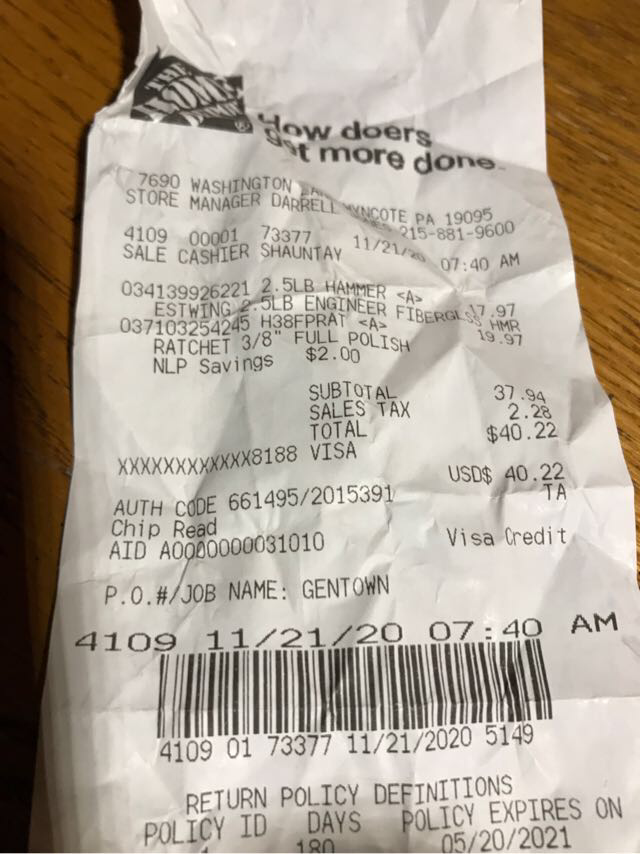 THE HOME DEPOT
How doers
get more done.
7690 WASHINGTON
WYNCOTE PA 19095
STORE MANAGER DARRELL 215-881-9600
4109 00001 73377 11/21/20 07:40 AM
SALE CASHIER SHAUNTAY
034139926221 2.5LB HAMMER <A> 17.97
ESTWING 2.5LB ENGINEER FIBERGLSS HMR
037103254245 H38FPRAT <A> 19.97
RATCHET 3/8" FULL POLISH
NLP Savings $2.00
SUBTOTAL 37.94
SALES TAX 2.28
TOTAL $40.22
XXXXXXXXXXXX8188 VISA
USD$ 40.22
AUTH CODE 661495/2015391 TA
Chip Read
AID A0000000031010 Visa Credit
P.O.#/JOB NAME: GENTOWN
4109 11/21/20 07:40 AM
4109 01 73377 11/21/2020 5149
RETURN POLICY DEFINITIONS
POLICY ID DAYS POLICY EXPIRES ON
180 05/20/2021